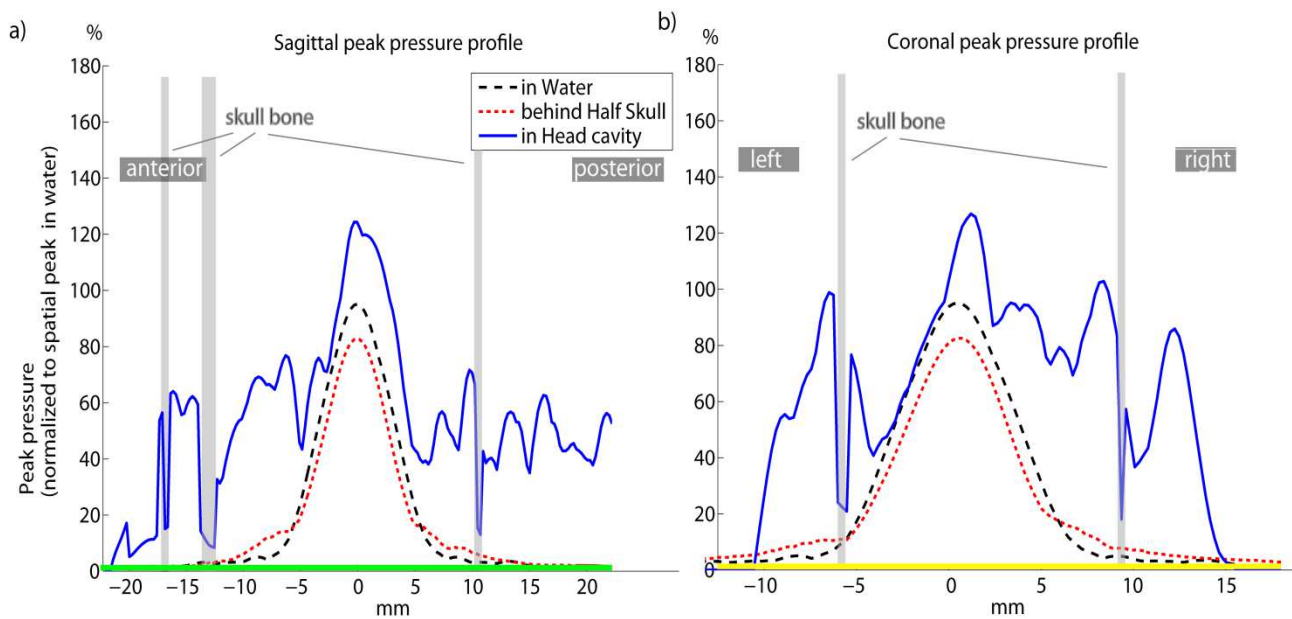 a)
%
Sagittal peak pressure profile
180
160
140
120
100
80
60
40
20
0
Peak pressure
(normalized to spatial peak in water)
skull bone
anterior
posterior
in Water
behind Half Skull
in Head cavity
−20 −15 −10 −5 0 5 10 15 20
mm
b)
%
Coronal peak pressure profile
180
160
140
120
100
80
60
40
20
0
skull bone
left
right
−10 −5 0 5 10 15
mm